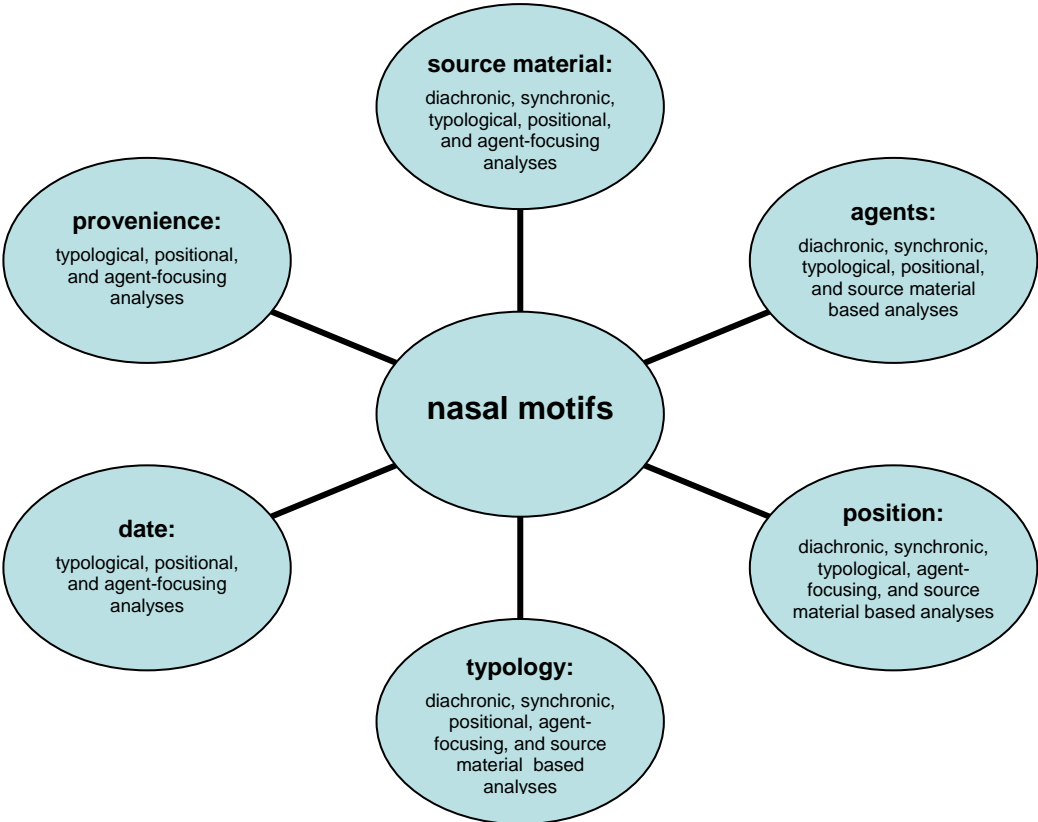 source material:
diachronic, synchronic,
typological, positional,
and agent-focusing
analyses
provenience:
typological, positional,
and agent-focusing
analyses
agents:
diachronic, synchronic,
typological, positional,
and source material
based analyses
nasal motifs
date:
typological, positional,
and agent-focusing
analyses
position:
diachronic, synchronic,
typological, agent-
focusing, and source
material based analyses
typology:
diachronic, synchronic,
positional, agent-
focusing, and source
material based
analyses